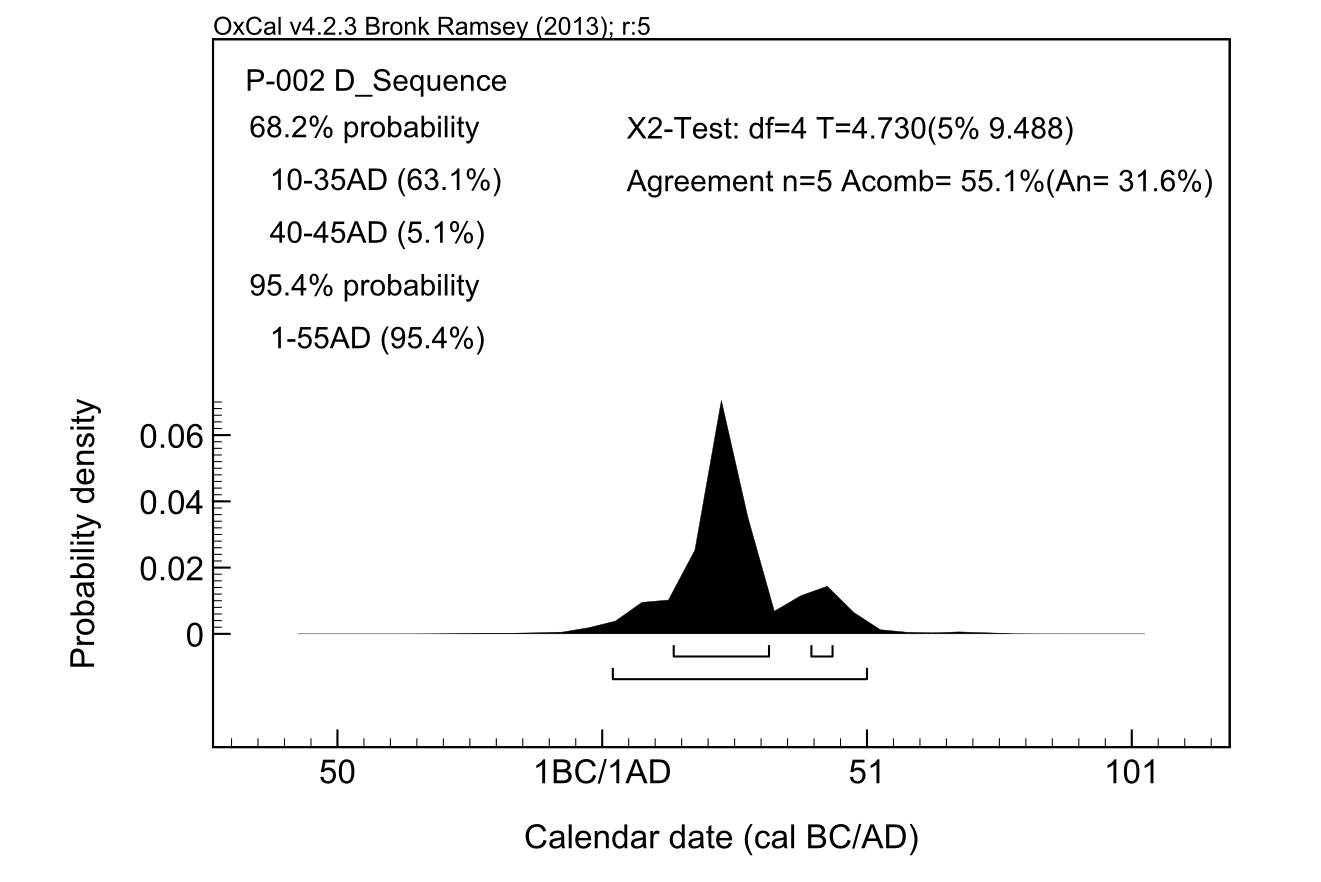 OxCal v4.2.3 Bronk Ramsey (2013); r:5
P-002 D_Sequence
68.2% probability
10-35AD (63.1%)
40-45AD (5.1%)
95.4% probability
1-55AD (95.4%)
X2-Test: df=4 T=4.730(5% 9.488)
Agreement n=5 Acomb= 55.1%(An= 31.6%)
Probability density
0.06
0.04
0.02
0
50 1BC/1AD 51 101
Calendar date (cal BC/AD)